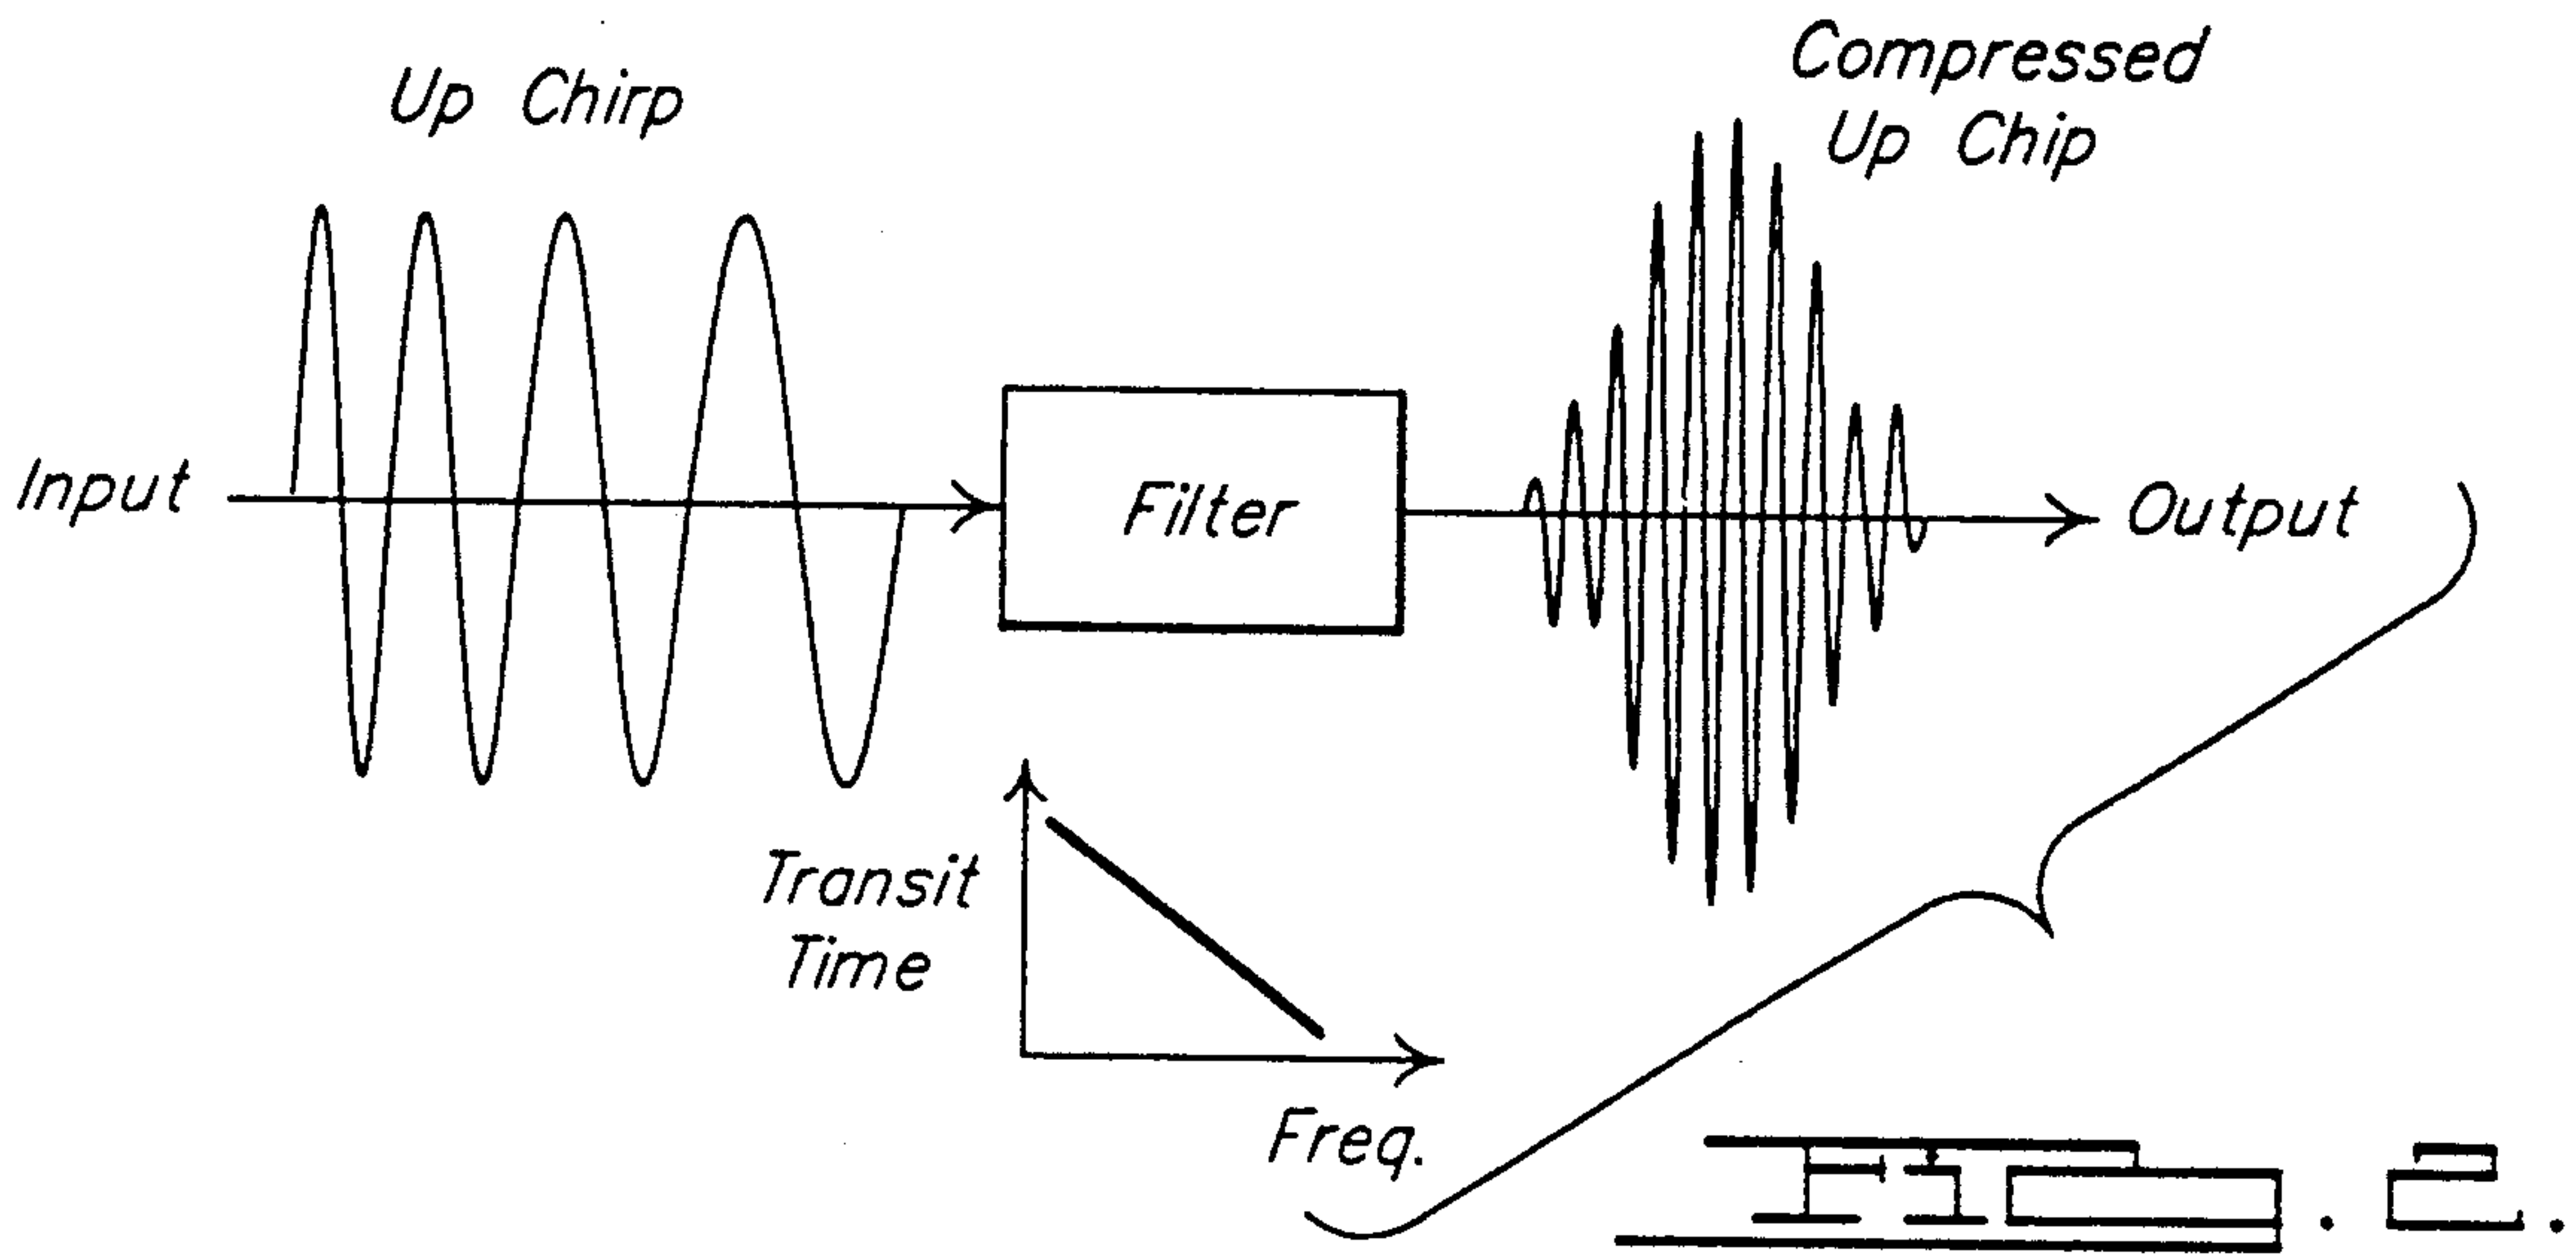 Up Chirp
Compressed
Up Chip
Input
Filter
Output
Transit
Time
Freq.
FIG. 2.